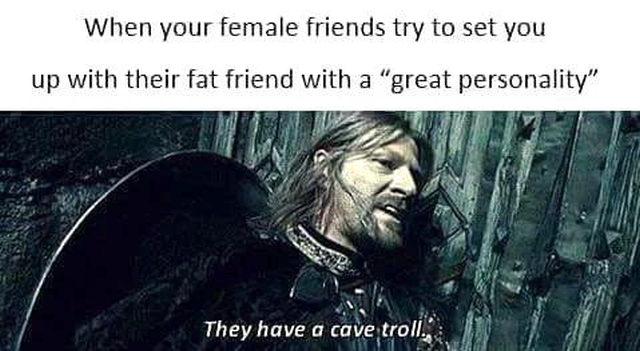 When your female friends try to set you
up with their fat friend with a “great personality”
They have a cave troll.